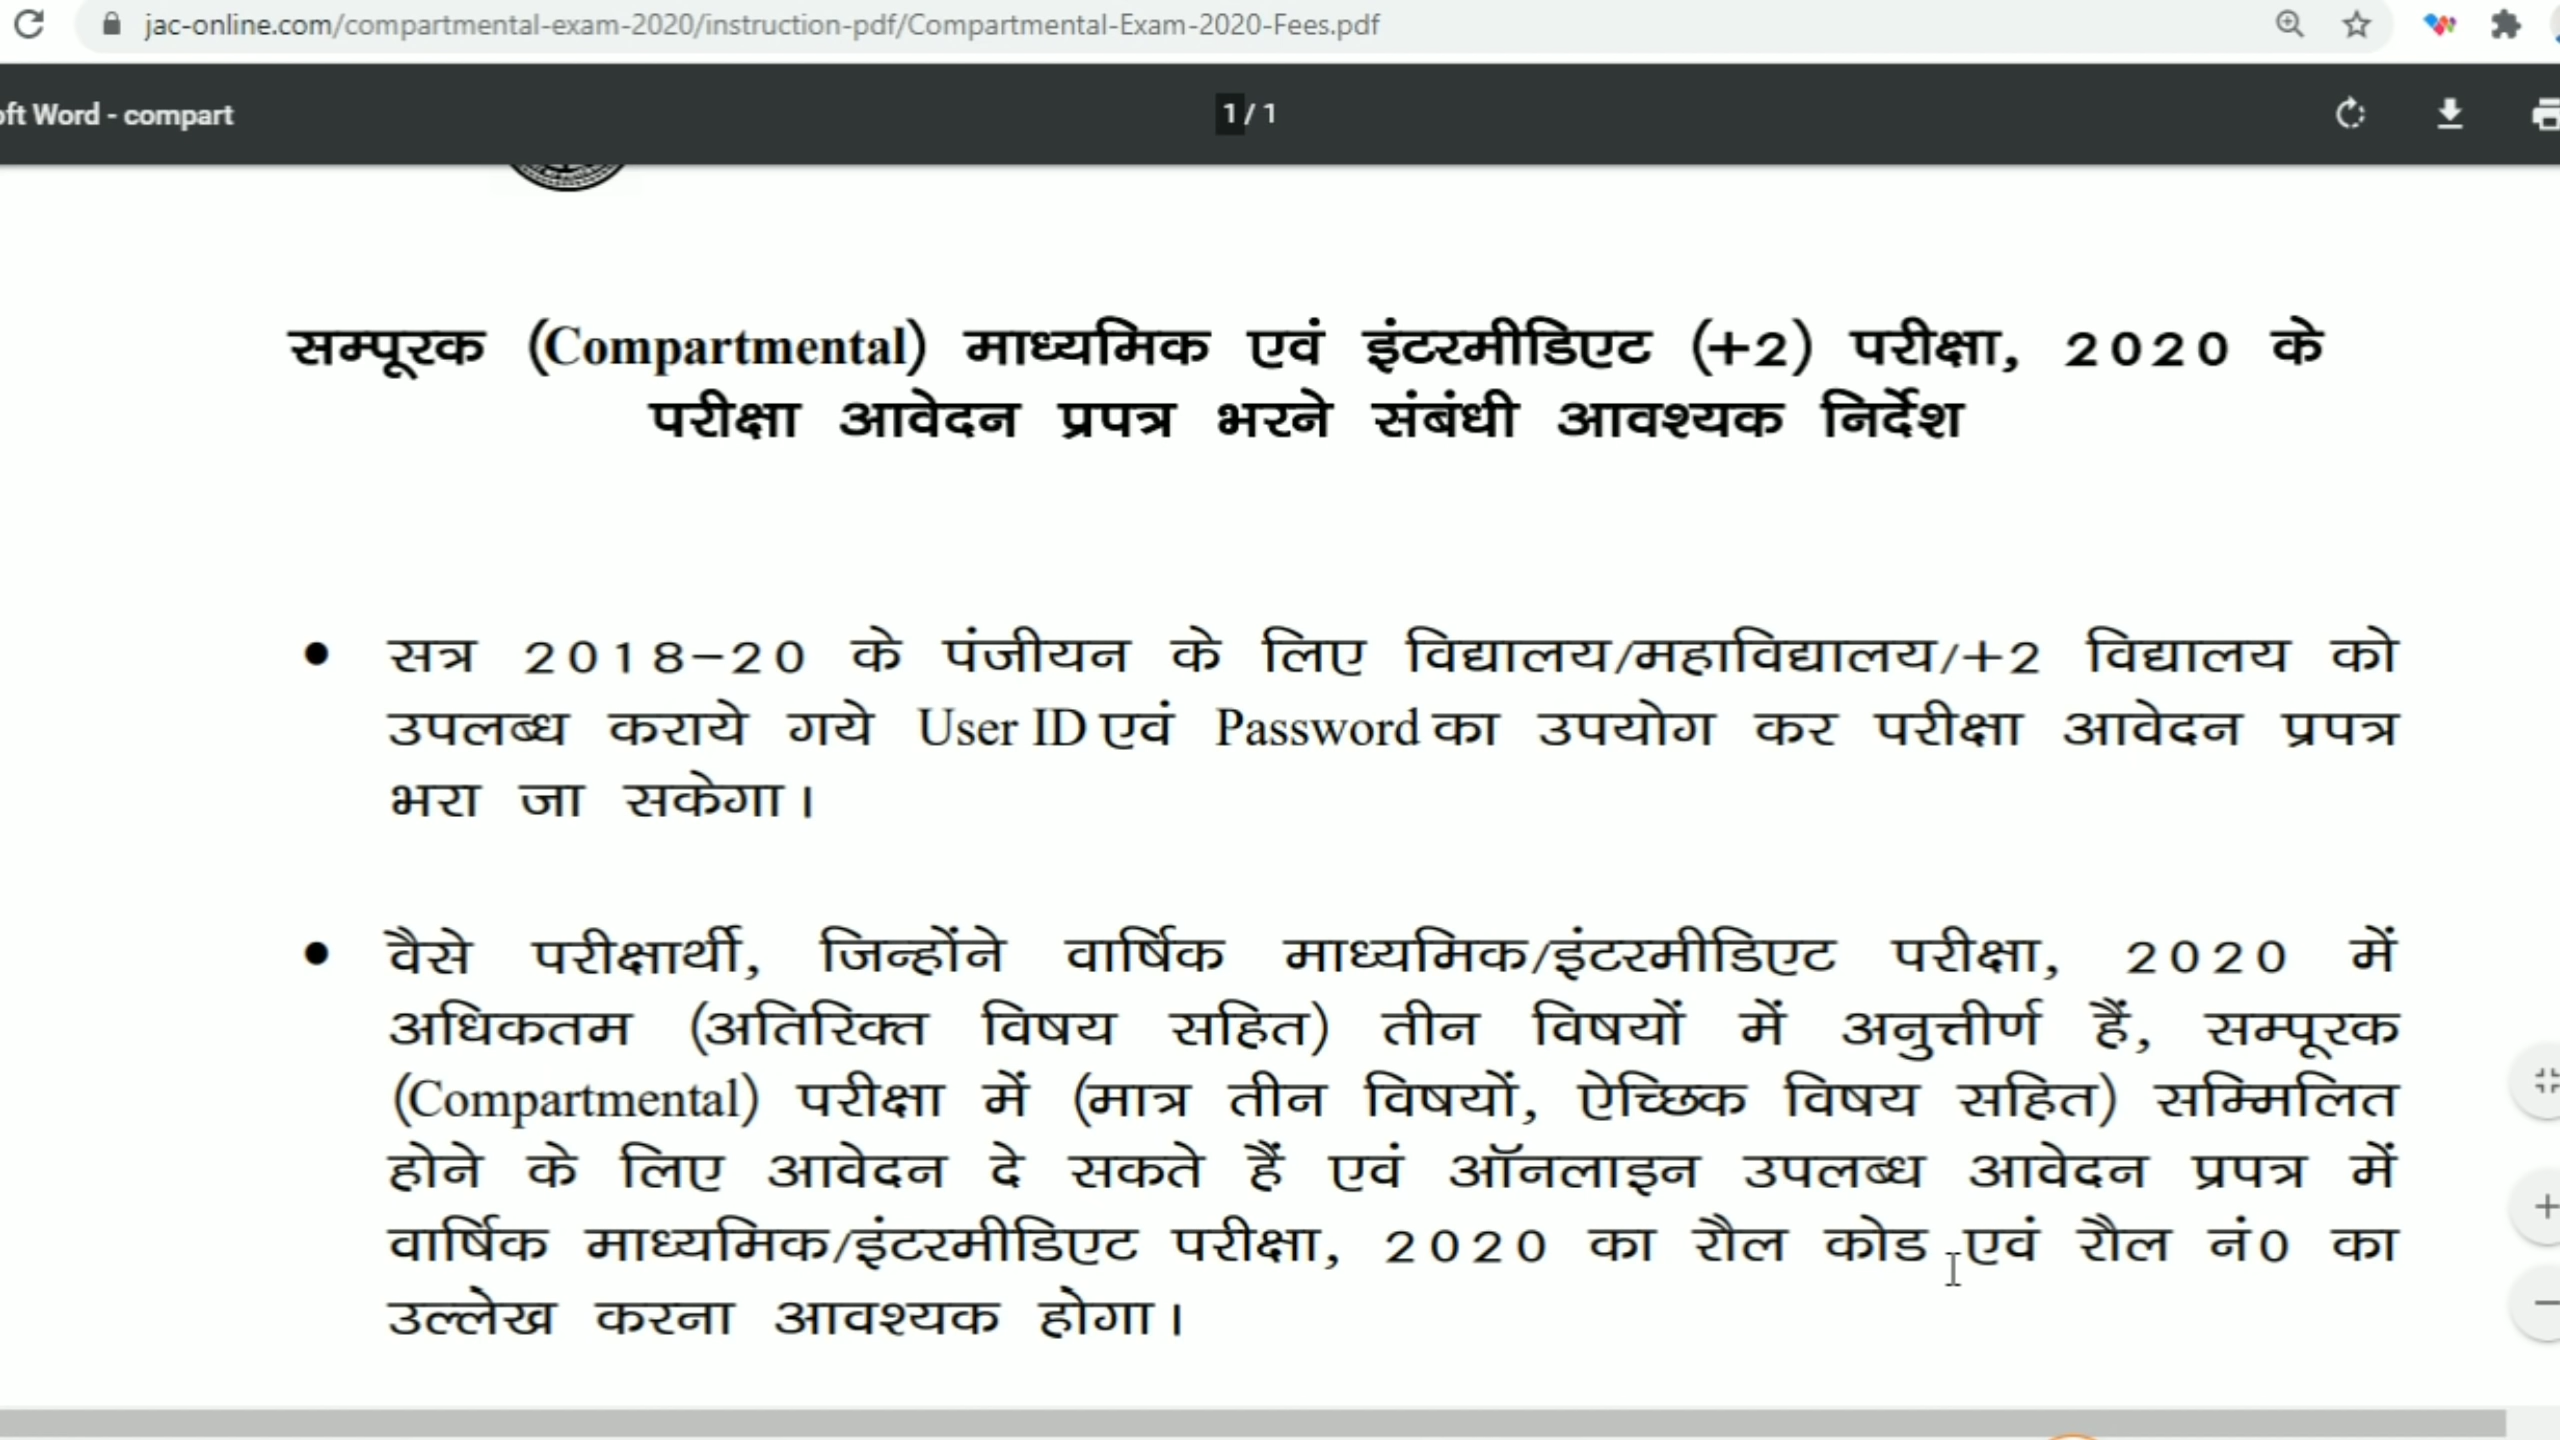 jac-online.com/compartmental-exam-2020/instruction-pdf/Compartmental-Exam-2020-Fees.pdf
oft Word - compart
1 / 1
सम्पूरक (Compartmental) माध्यमिक एवं इंटरमीडिएट (+2) परीक्षा, 2020 के
परीक्षा आवेदन प्रपत्र भरने संबंधी आवश्यक निर्देश
• सत्र 2018–20 के पंजीयन के लिए विद्यालय/महाविद्यालय/+2 विद्यालय को
उपलब्ध कराये गये User ID एवं Password का उपयोग कर परीक्षा आवेदन प्रपत्र
भरा जा सकेगा।
• वैसे परीक्षार्थी, जिन्होंने वार्षिक माध्यमिक/इंटरमीडिएट परीक्षा, 2020 में
अधिकतम (अतिरिक्त विषय सहित) तीन विषयों में अनुत्तीर्ण हैं, सम्पूरक
(Compartmental) परीक्षा में (मात्र तीन विषयों, ऐच्छिक विषय सहित) सम्मिलित
होने के लिए आवेदन दे सकते हैं एवं ऑनलाइन उपलब्ध आवेदन प्रपत्र में
वार्षिक माध्यमिक/इंटरमीडिएट परीक्षा, 2020 का रौल कोड एवं रौल नं0 का
उल्लेख करना आवश्यक होगा।